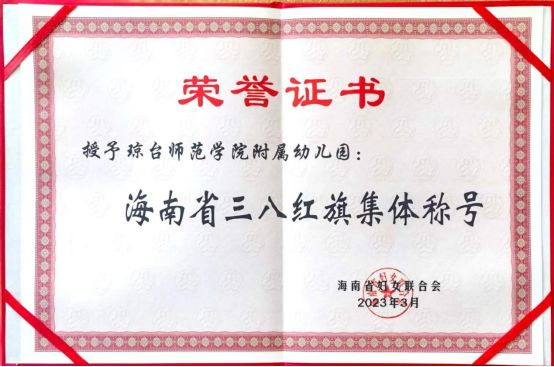 荣誉证书
授予琼台师范学院附属幼儿园：
海南省三八红旗集体称号
海南省妇女联合会
2023年3月